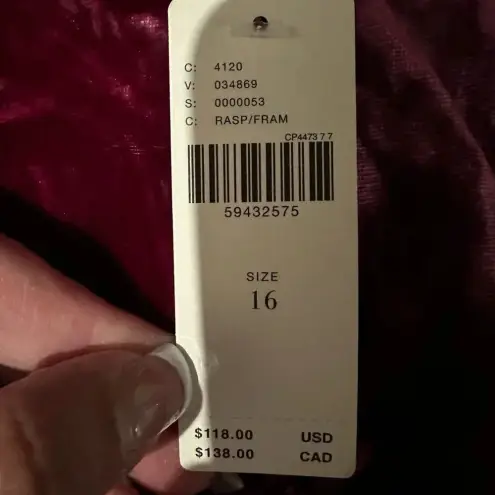 C: 4120
V: 034869
S: 0000053
C: RASP/FRAM
CP4473 7 7
59432575
SIZE
16
$118.00 USD
$138.00 CAD